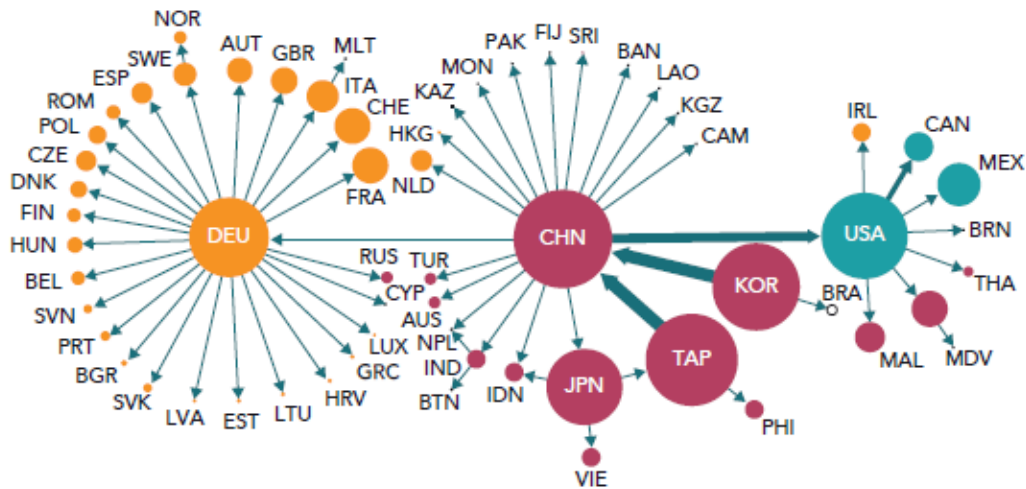 NOR
SWE
AUT
GBR
MLT
ESP
ITA
ROM
CHE
POL
CZE
FRA
DNK
FIN
DEU
HUN
BEL
RUS
CYP
SVN
PRT
LUX
BGR
GRC
SVK
HRV
LVA
EST
LTU
PAK
FIJ
SRI
BAN
MON
LAO
KAZ
KGZ
HKG
CAM
NLD
CHN
TUR
AUS
NPL
IND
BTN
IDN
JPN
VIE
TAP
PHI
KOR
BRA
IRL
CAN
MEX
USA
BRN
THA
MAL
MDV